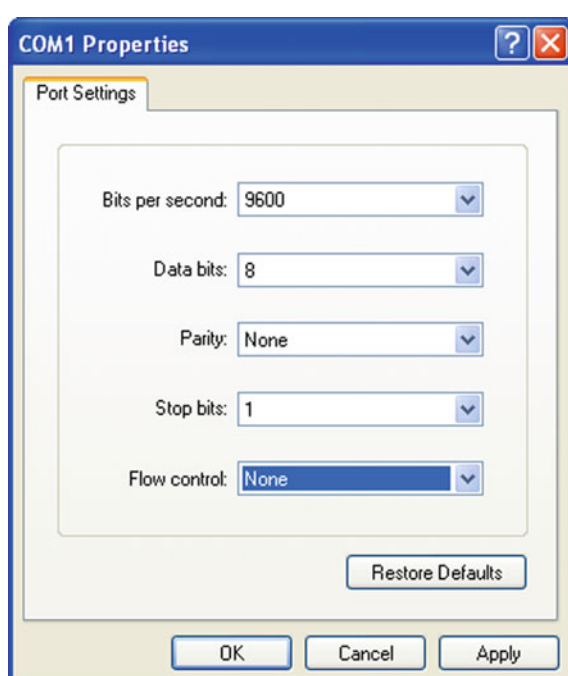 COM1 Properties
Port Settings
Bits per second: 9600
Data bits: 8
Parity: None
Stop bits: 1
Flow control: None
Restore Defaults
OK Cancel Apply